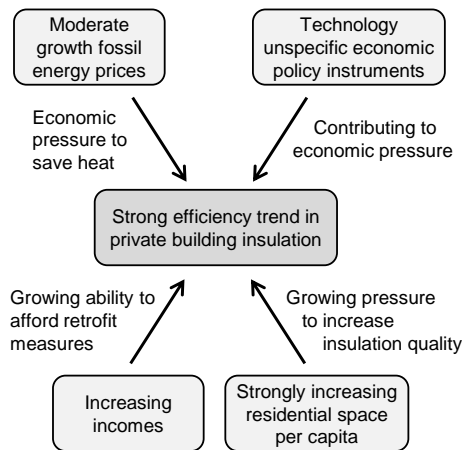 Moderate
growth fossil
energy prices
Technology
unspecific economic
policy instruments
Economic
pressure to
save heat
Contributing to
economic pressure
Strong efficiency trend in
private building insulation
Growing ability to
afford retrofit
measures
Growing pressure
to increase
insulation quality
Increasing
incomes
Strongly increasing
residential space
per capita